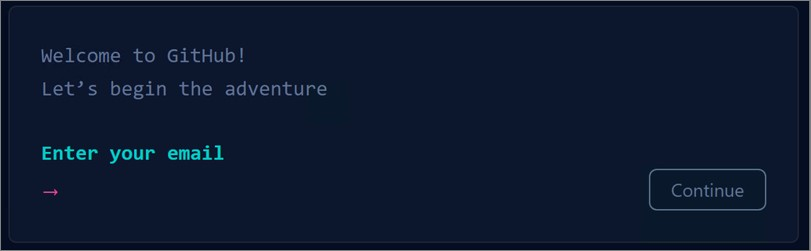 Welcome to GitHub!
Let’s begin the adventure
Enter your email
→
Continue